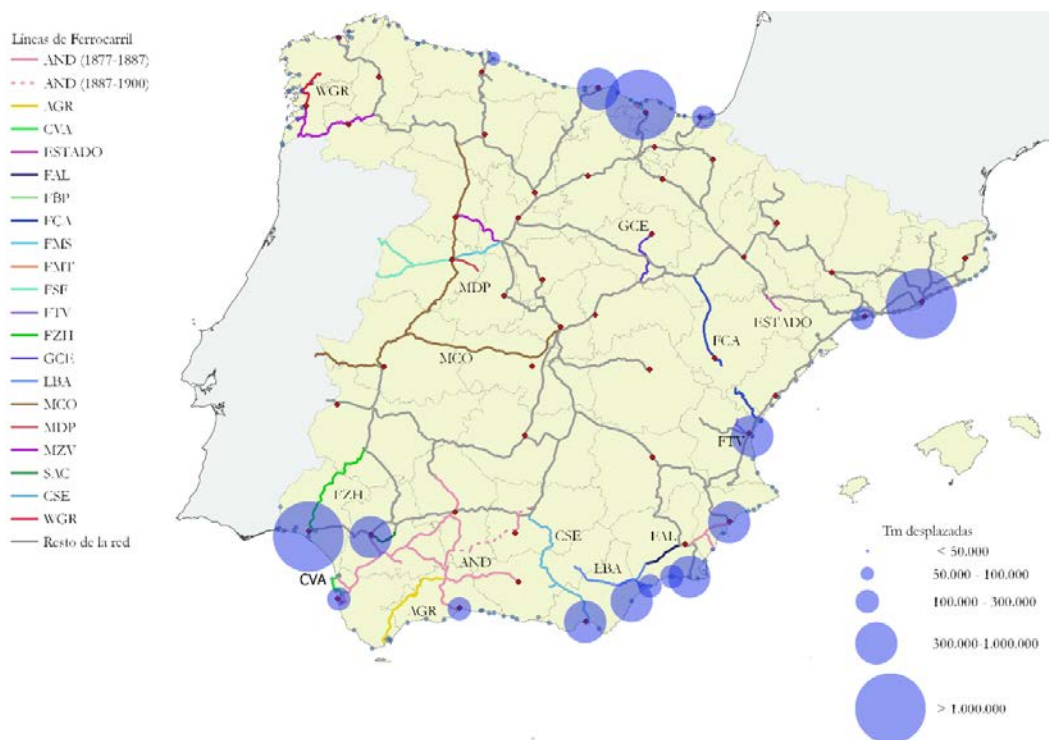 Líneas de Ferrocarril
AND (1877-1887)
AND (1887-1900)
AGR
CVA
ESTADO
FAL
FBP
FCA
FMS
FMT
FSF
FTV
FZH
GCE
LBA
MCO
MDP
MZV
SAC
CSE
WGR
Resto de la red
WGR
GCE
MDP
ESTADO
MCO
FCA
FTV
FZH
CSE
FAL
AND
LBA
CVA
AGR
Tm desplazadas
< 50.000
50.000 - 100.000
100.000 - 300.000
300.000-1.000.000
> 1.000.000